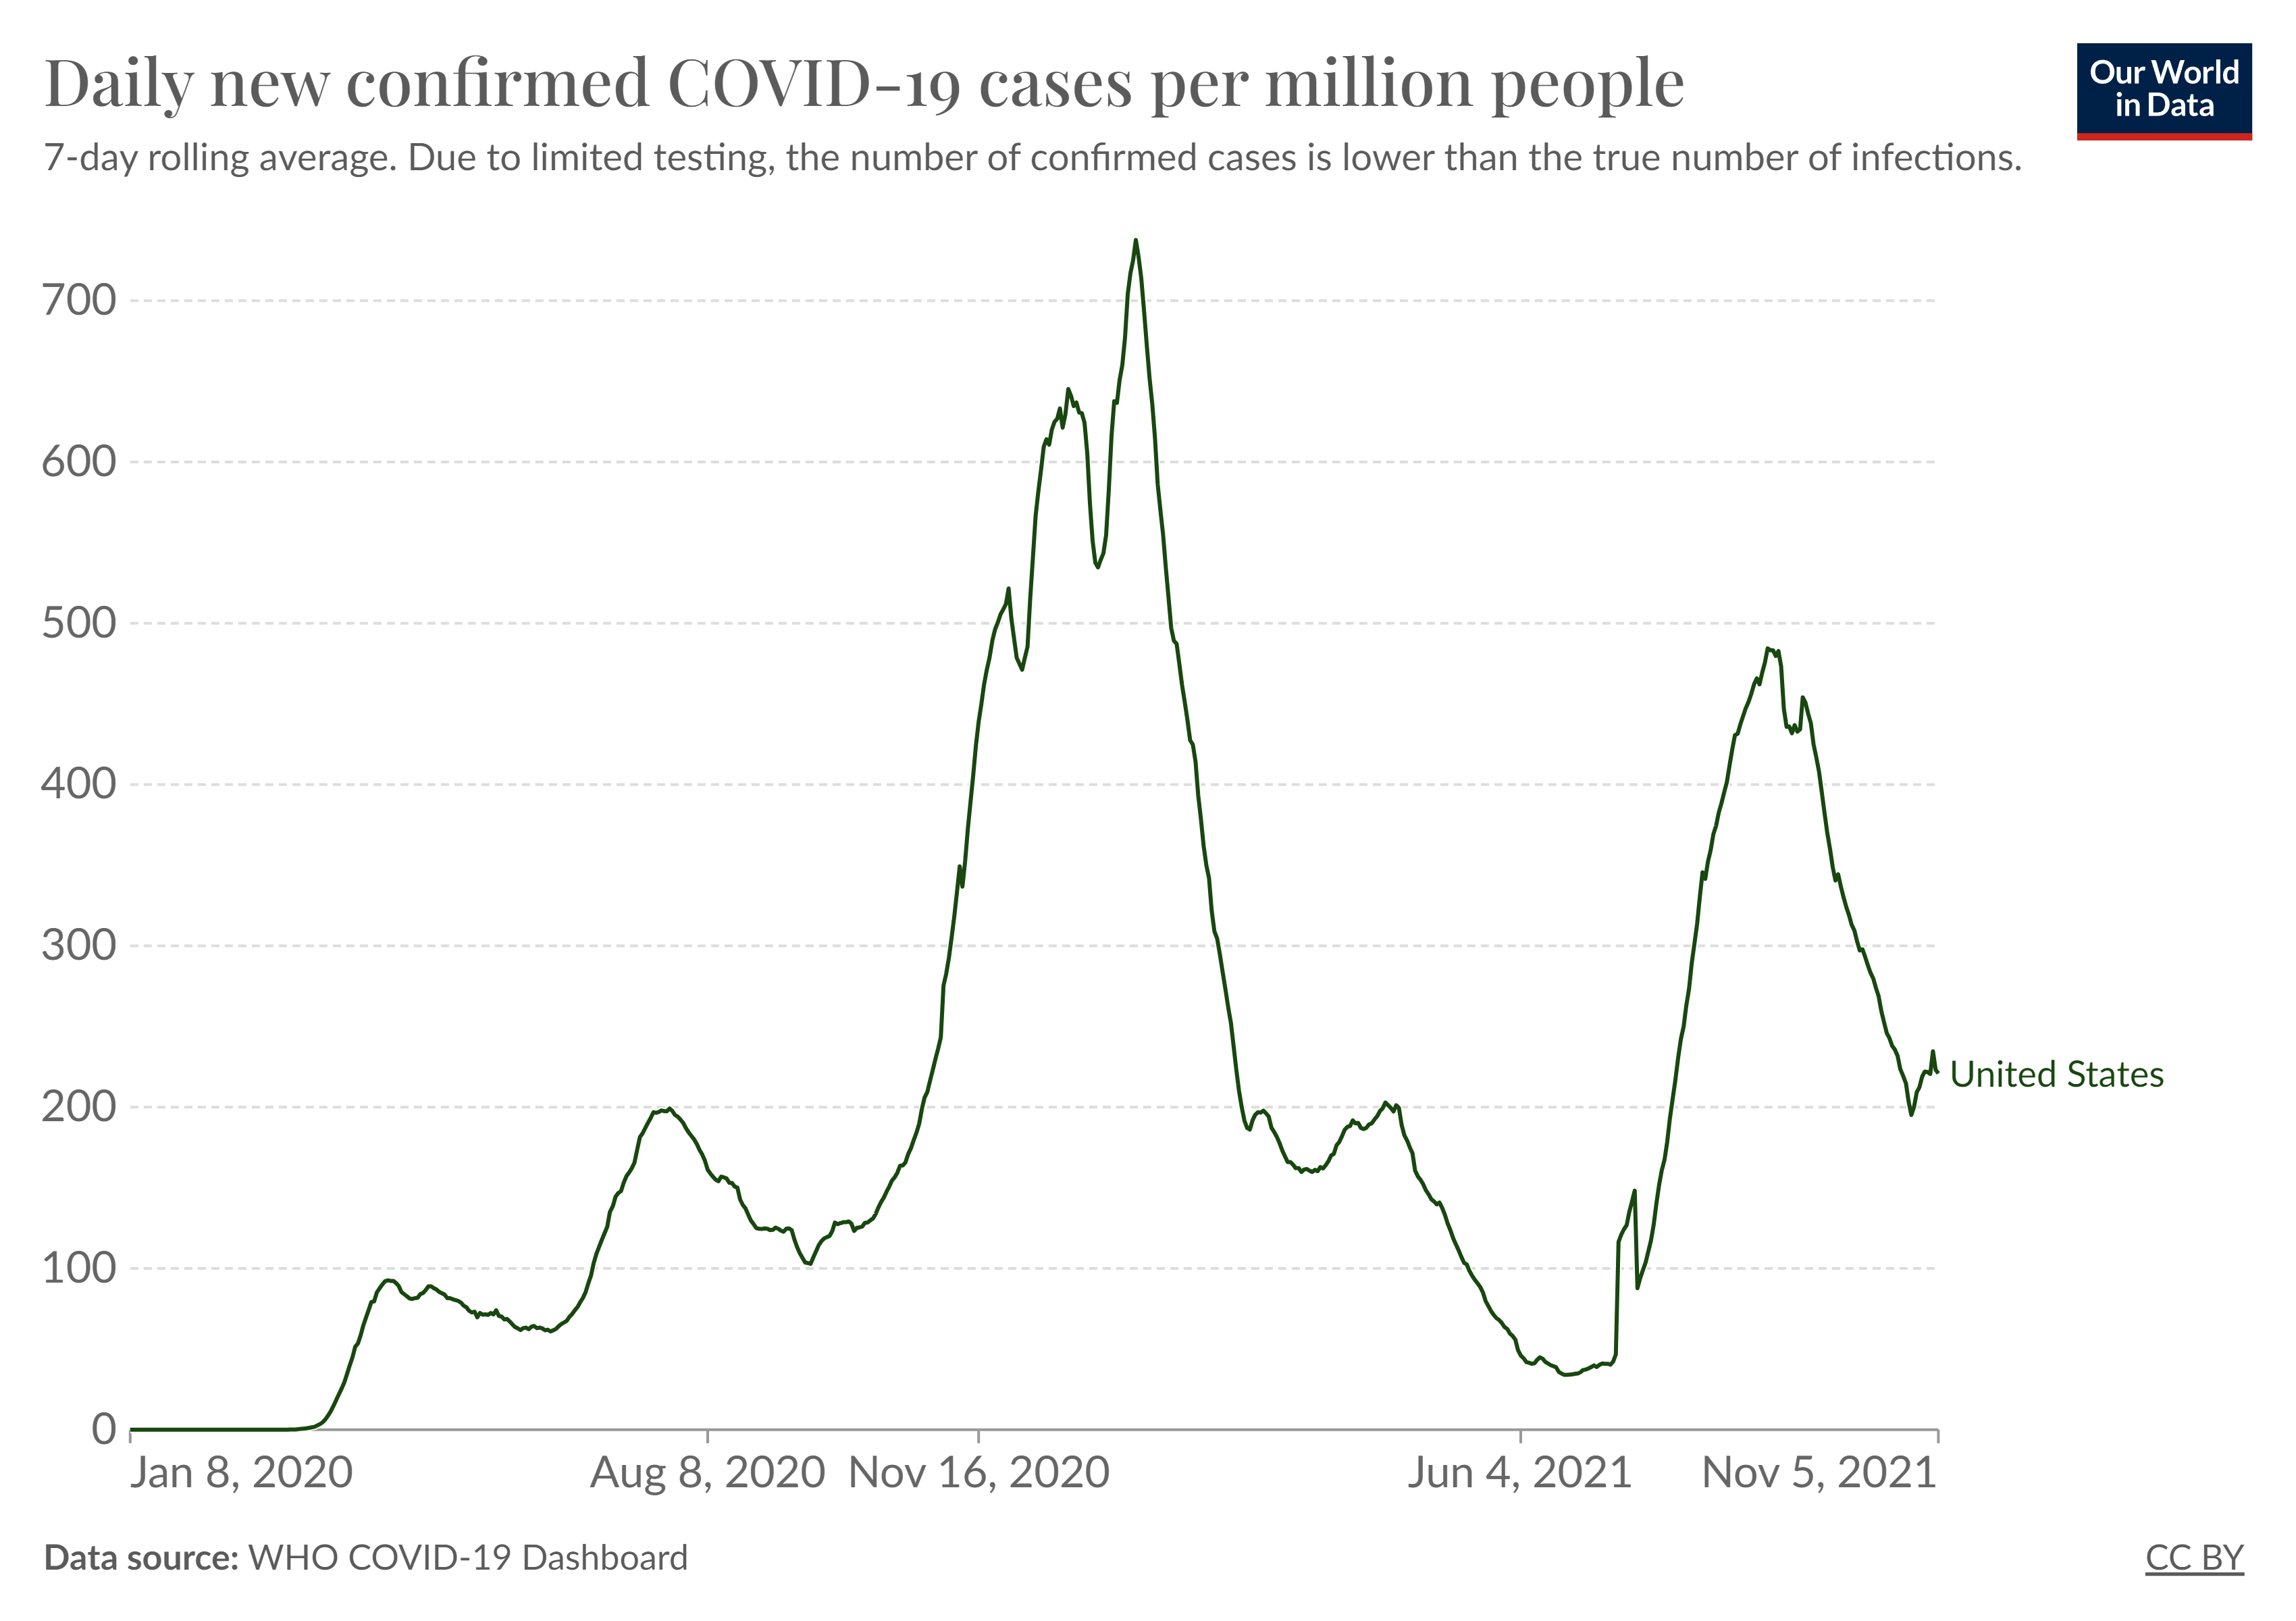 Daily new confirmed COVID-19 cases per million people
Our World
in Data
7-day rolling average. Due to limited testing, the number of confirmed cases is lower than the true number of infections.
700
600
500
400
300
200
100
0
United States
Jan 8, 2020 Aug 8, 2020 Nov 16, 2020 Jun 4, 2021 Nov 5, 2021
Data source: WHO COVID-19 Dashboard
CC BY